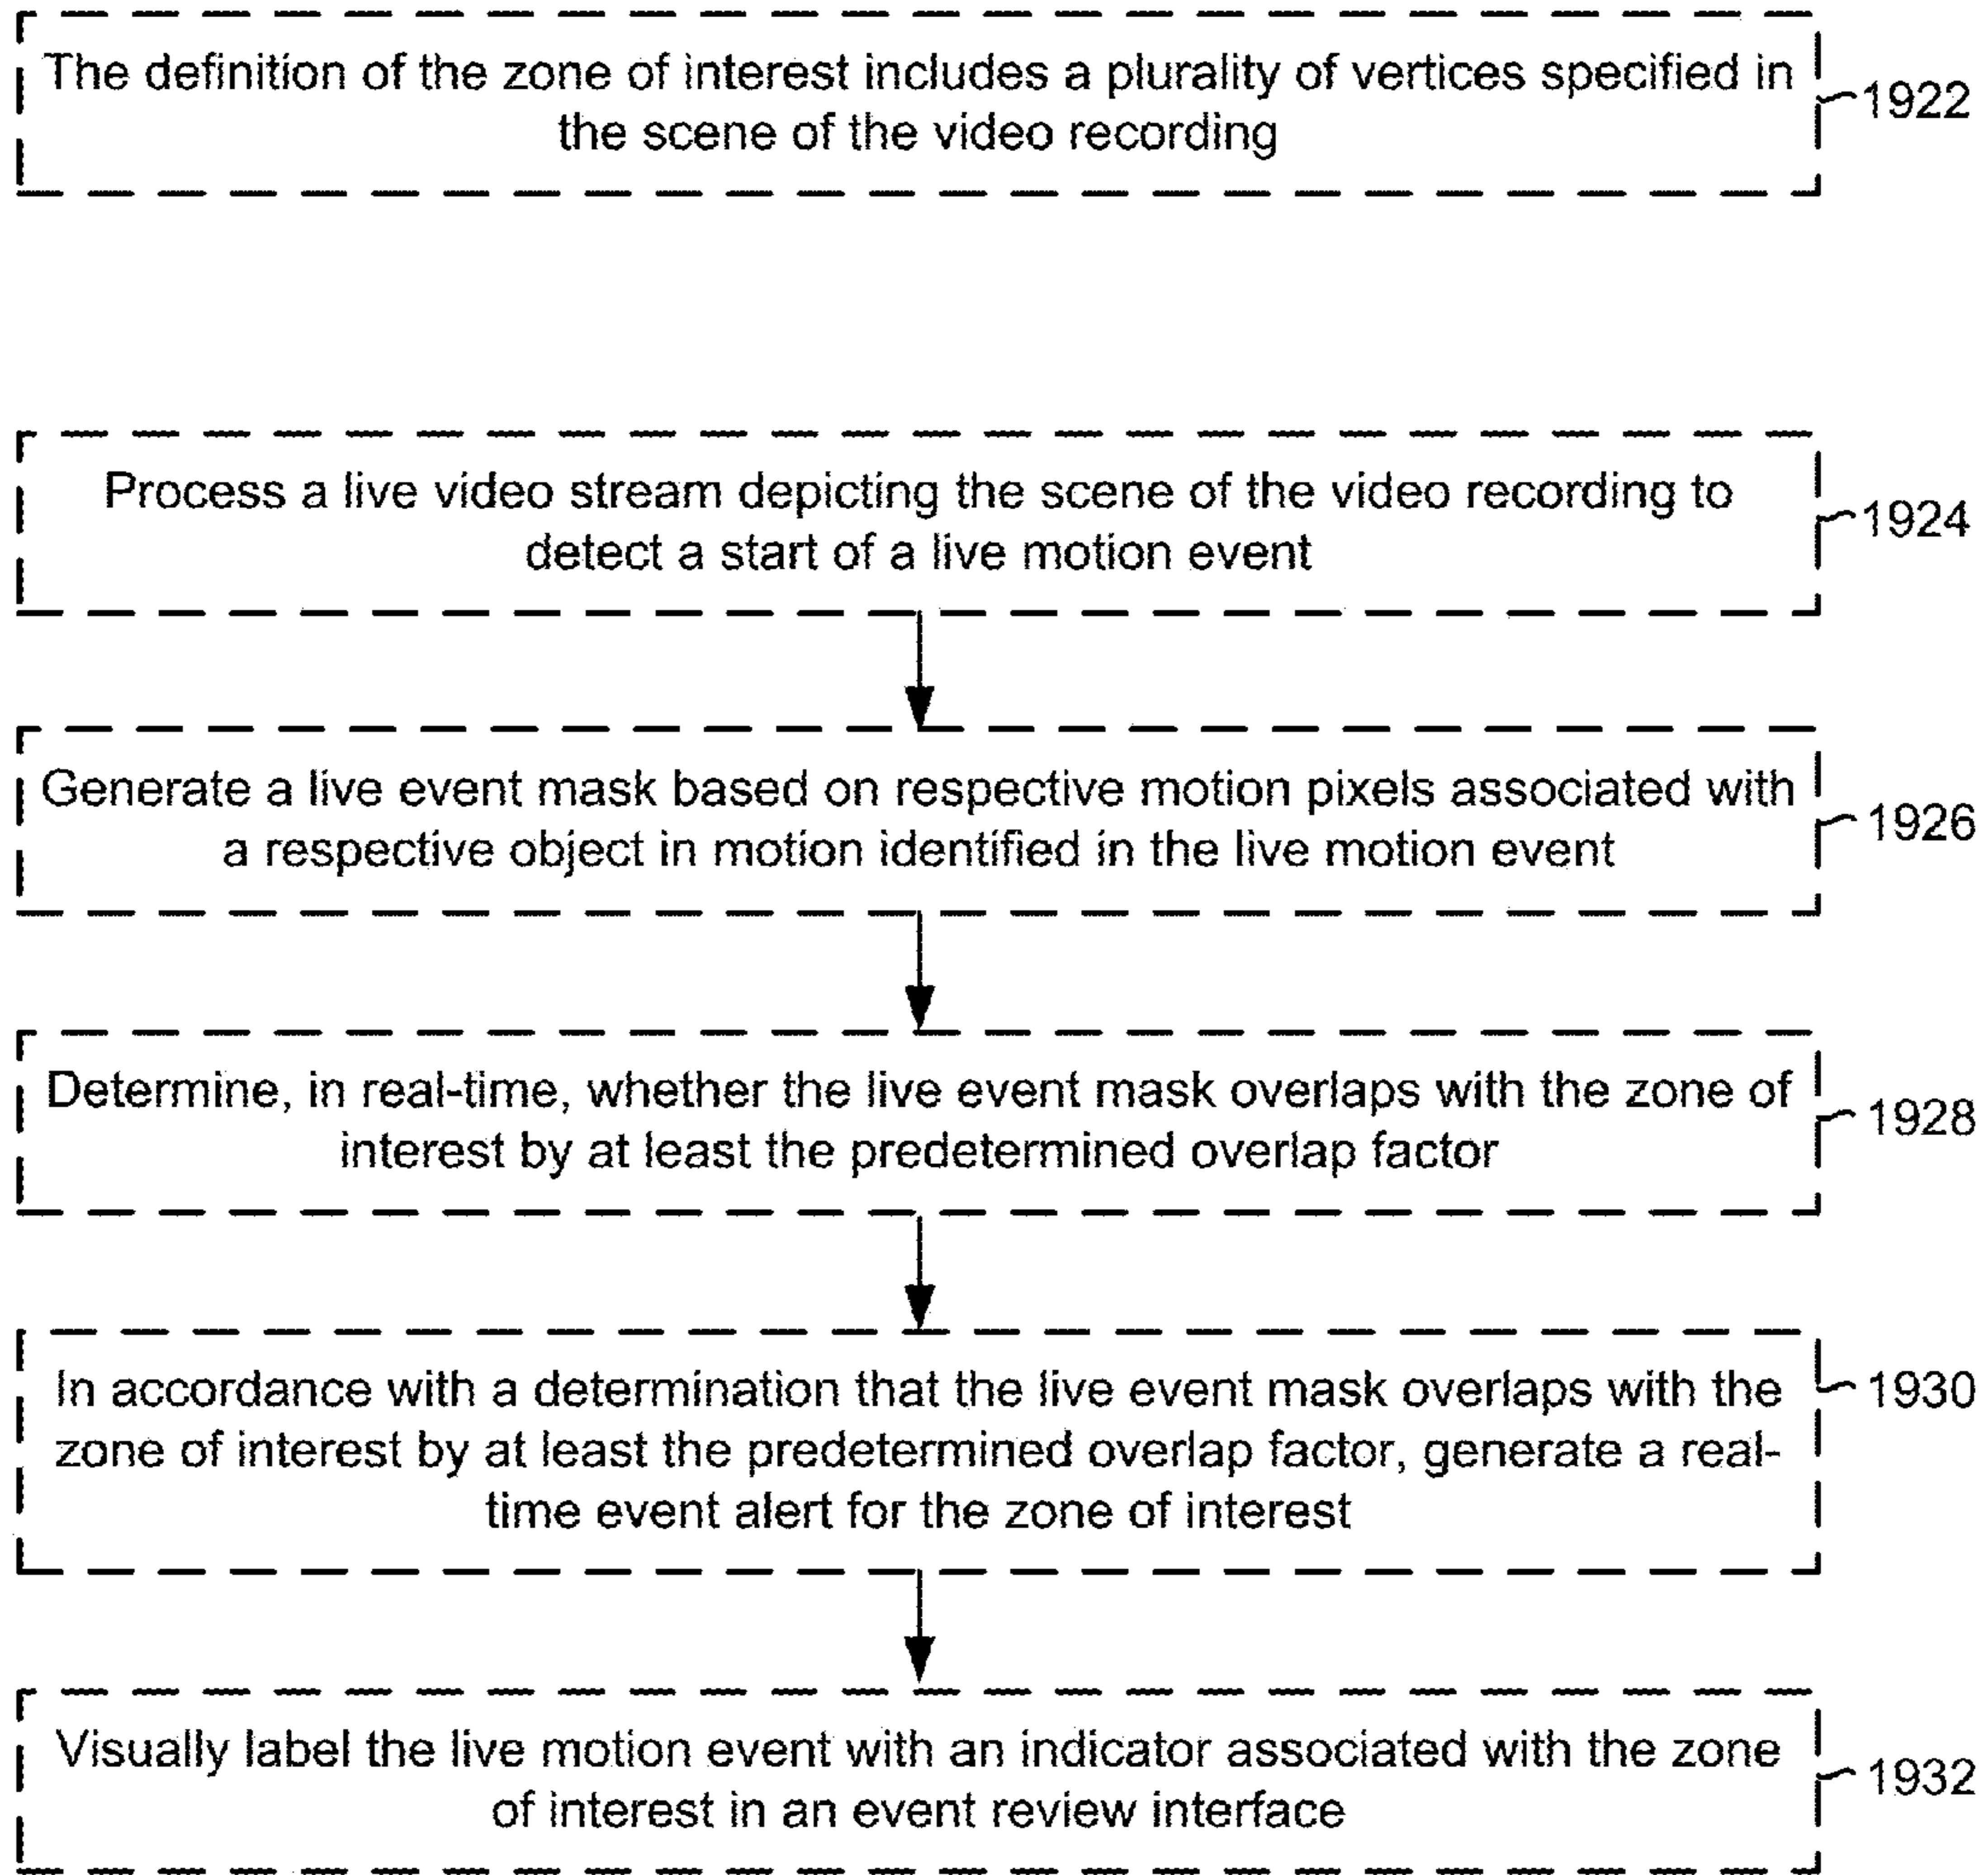 The definition of the zone of interest includes a plurality of vertices specified in
the scene of the video recording
1922
Process a live video stream depicting the scene of the video recording to
detect a start of a live motion event
1924
Generate a live event mask based on respective motion pixels associated with
a respective object in motion identified in the live motion event
1926
Determine, in real-time, whether the live event mask overlaps with the zone of
interest by at least the predetermined overlap factor
1928
In accordance with a determination that the live event mask overlaps with the
zone of interest by at least the predetermined overlap factor, generate a real-
time event alert for the zone of interest
1930
Visually label the live motion event with an indicator associated with the zone
of interest in an event review interface
1932